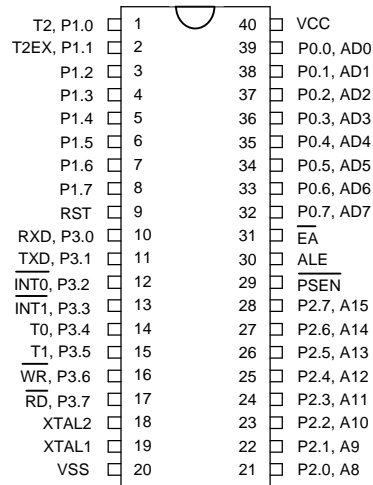 T2, P1.0 1 40 VCC
T2EX, P1.1 2 39 P0.0, AD0
P1.2 3 38 P0.1, AD1
P1.3 4 37 P0.2, AD2
P1.4 5 36 P0.3, AD3
P1.5 6 35 P0.4, AD4
P1.6 7 34 P0.5, AD5
P1.7 8 33 P0.6, AD6
RST 9 32 P0.7, AD7
RXD, P3.0 10 31 E̅A̅
TXD, P3.1 11 30 ALE
I̅N̅T̅0̅, P3.2 12 29 P̅S̅E̅N̅
I̅N̅T̅1̅, P3.3 13 28 P2.7, A15
T0, P3.4 14 27 P2.6, A14
T1, P3.5 15 26 P2.5, A13
W̅R̅, P3.6 16 25 P2.4, A12
R̅D̅, P3.7 17 24 P2.3, A11
XTAL2 18 23 P2.2, A10
XTAL1 19 22 P2.1, A9
VSS 20 21 P2.0, A8